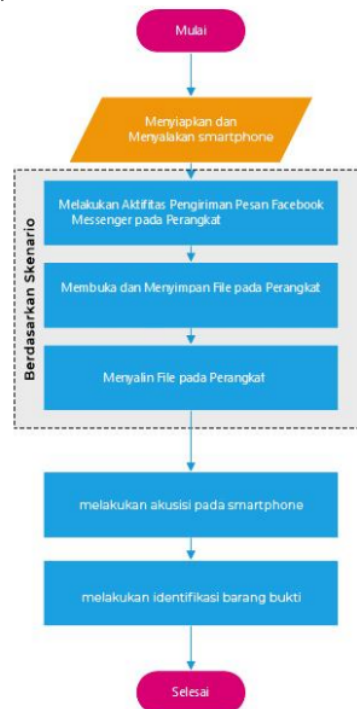 Mulai
Menyiapkan dan
Menyalakan smartphone
Berdasarkan Skenario
Melakukan Aktifitas Pengiriman Pesan Facebook
Messenger pada Perangkat
Membuka dan Menyimpan File pada Perangkat
Menyalin File pada Perangkat
melakukan akusisi pada smartphone
melakukan identifikasi barang bukti
Selesai